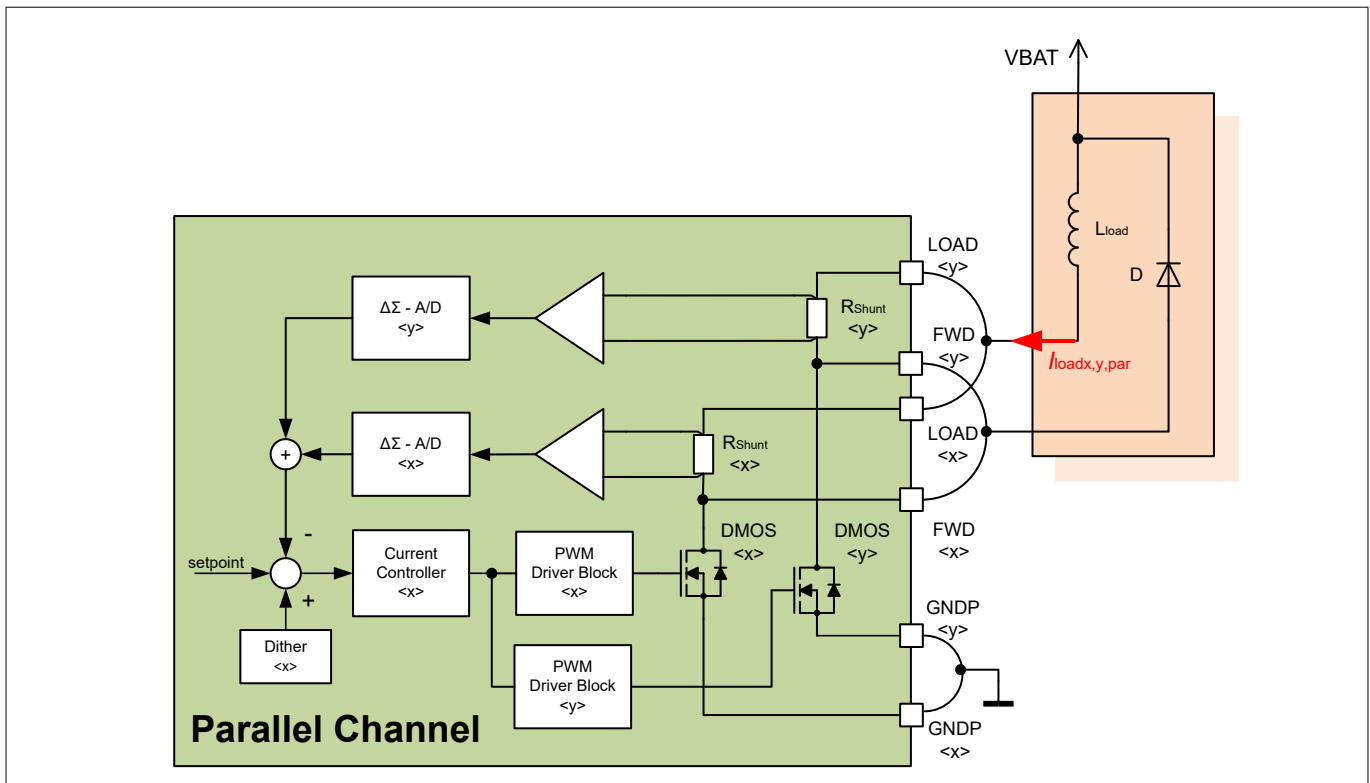 VBAT
Lload
D
LOAD
<y>
FWD
<y>
Iloadx,y,par
LOAD
<x>
FWD
<x>
GNDP
<y>
GNDP
<x>
ΔΣ - A/D
<y>
RShunt
<y>
ΔΣ - A/D
<x>
RShunt
<x>
+
-
setpoint
+
Current
Controller
<x>
PWM
Driver Block
<x>
DMOS
<x>
DMOS
<y>
Dither
<x>
PWM
Driver Block
<y>
Parallel Channel